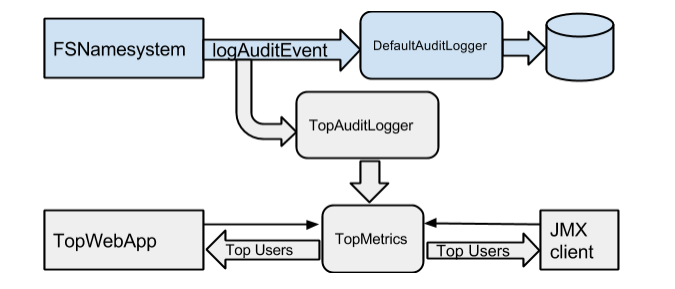 FSNamesystem
logAuditEvent
DefaultAuditLogger
TopAuditLogger
TopWebApp
Top Users
TopMetrics
Top Users
JMX
client